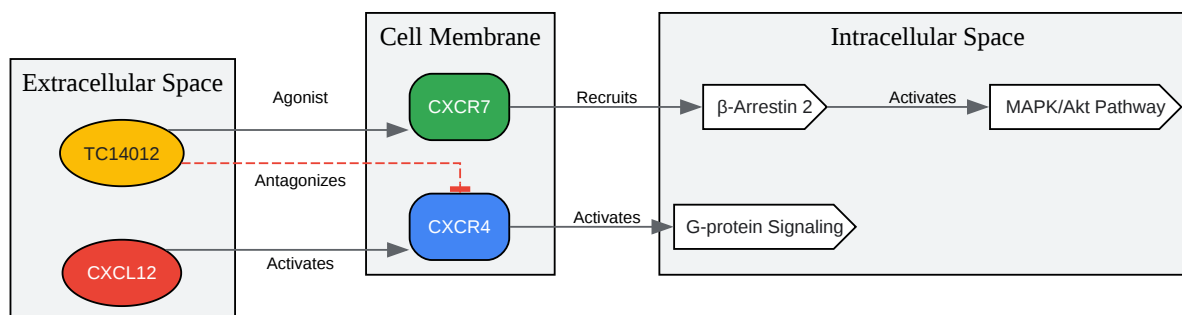 Extracellular Space
Cell Membrane
Intracellular Space
TC14012
CXCL12
Agonist
Antagonizes
Activates
CXCR7
CXCR4
Recruits
Activates
β-Arrestin 2
Activates
MAPK/Akt Pathway
G-protein Signaling